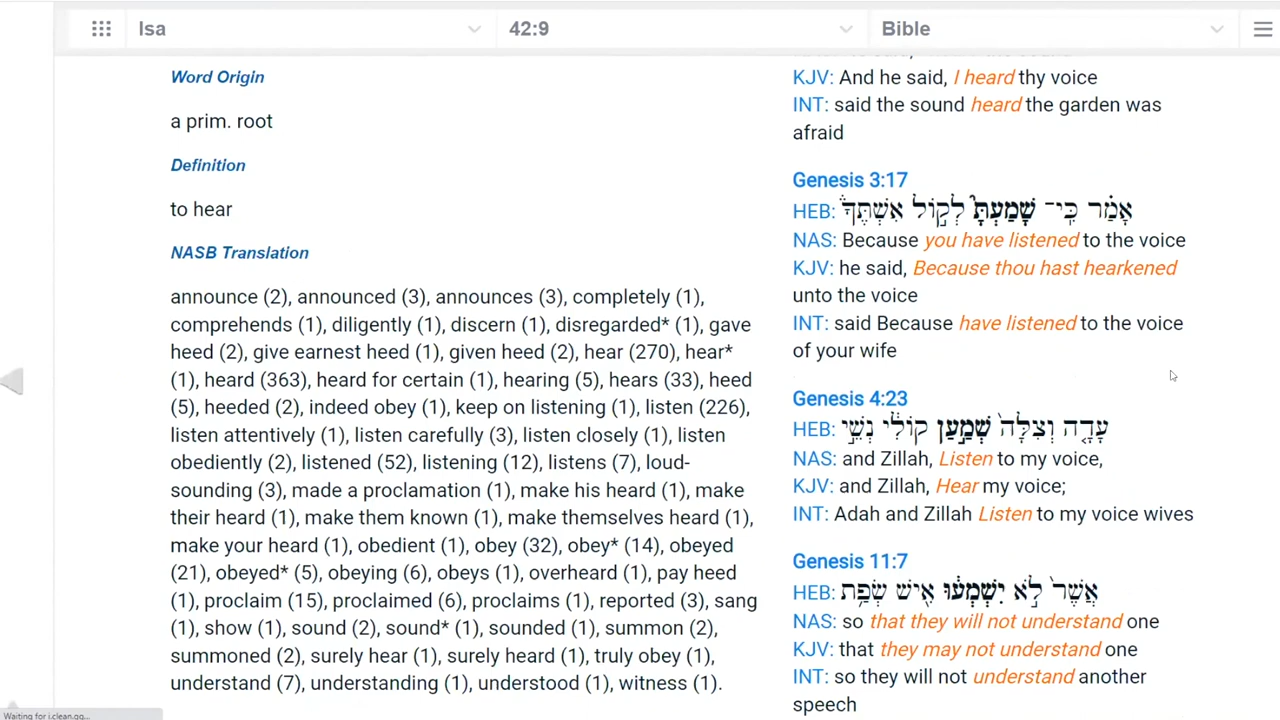 Isa
42:9
Bible
Word Origin
a prim. root
Definition
to hear
NASB Translation
announce (2), announced (3), announces (3), completely (1),
comprehends (1), diligently (1), discern (1), disregarded* (1), gave
heed (2), give earnest heed (1), given heed (2), hear (270), hear*
(1), heard (363), heard for certain (1), hearing (5), hears (33), heed
(5), heeded (2), indeed obey (1), keep on listening (1), listen (226),
listen attentively (1), listen carefully (3), listen closely (1), listen
obediently (2), listened (52), listening (12), listens (7), loud-
sounding (3), made a proclamation (1), make his heard (1), make
their heard (1), make them known (1), make themselves heard (1),
make your heard (1), obedient (1), obey (32), obey* (14), obeyed
(21), obeyed* (5), obeying (6), obeys (1), overheard (1), pay heed
(1), proclaim (15), proclaimed (6), proclaims (1), reported (3), sang
(1), show (1), sound (2), sound* (1), sounded (1), summon (2),
summoned (2), surely hear (1), surely heard (1), truly obey (1),
understand (7), understanding (1), understood (1), witness (1).
KJV: And he said, I heard thy voice
INT: said the sound heard the garden was
afraid
Genesis 3:17
HEB: אָמַ֗ר כִּֽי־ שָׁמַעְתָּ֮ לְק֣וֹל אִשְׁתֶּךָ֒
NAS: Because you have listened to the voice
KJV: he said, Because thou hast hearkened
unto the voice
INT: said Because have listened to the voice
of your wife
Genesis 4:23
HEB: עָדָ֤ה וְצִלָּה֙ שְׁמַ֣עַן קוֹלִ֔י נְשֵׁ֣י
NAS: and Zillah, Listen to my voice,
KJV: and Zillah, Hear my voice;
INT: Adah and Zillah Listen to my voice wives
Genesis 11:7
HEB: אֲשֶׁר֙ לֹ֣א יִשְׁמְע֔וּ אִ֖ישׁ שְׂפַ֥ת
NAS: so that they will not understand one
KJV: that they may not understand one
INT: so they will not understand another
speech
Waiting for i.clean.gg...